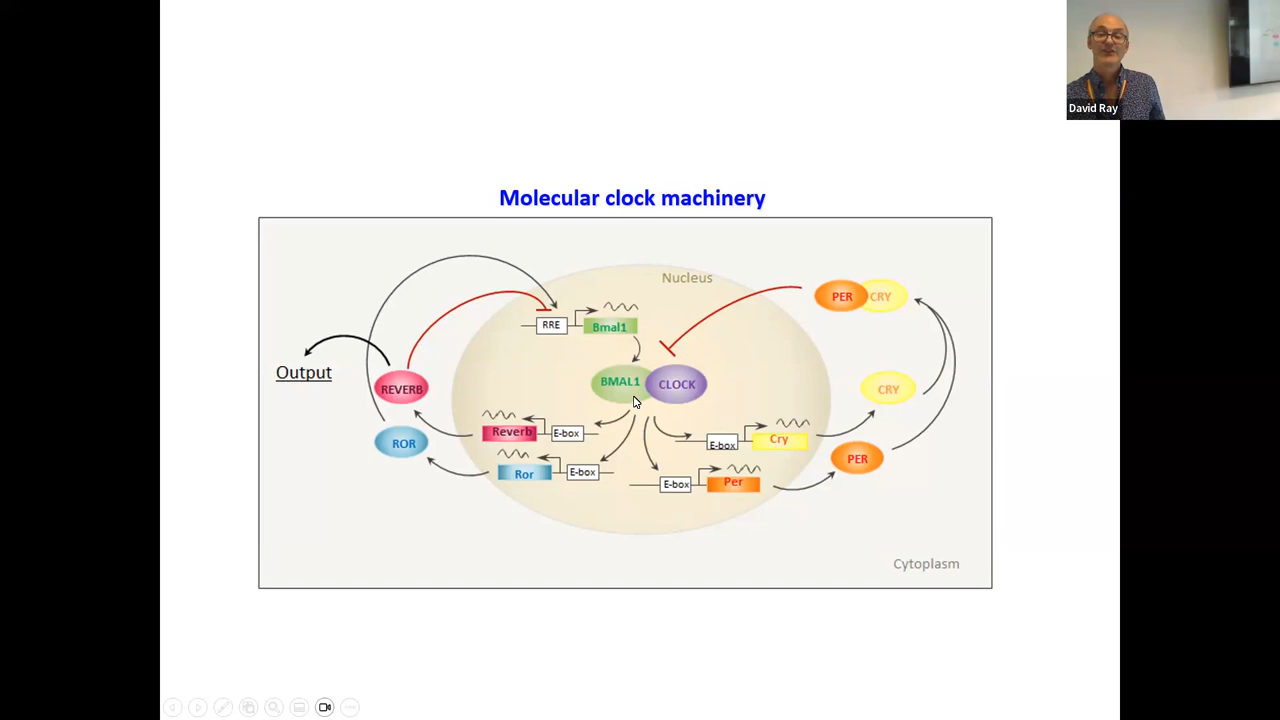 David Ray
Molecular clock machinery
Nucleus
PER
CRY
RRE
Bmal1
Output
REVERB
BMAL1
CLOCK
CRY
Reverb
E-box
E-box
Cry
ROR
PER
Ror
E-box
E-box
Per
Cytoplasm